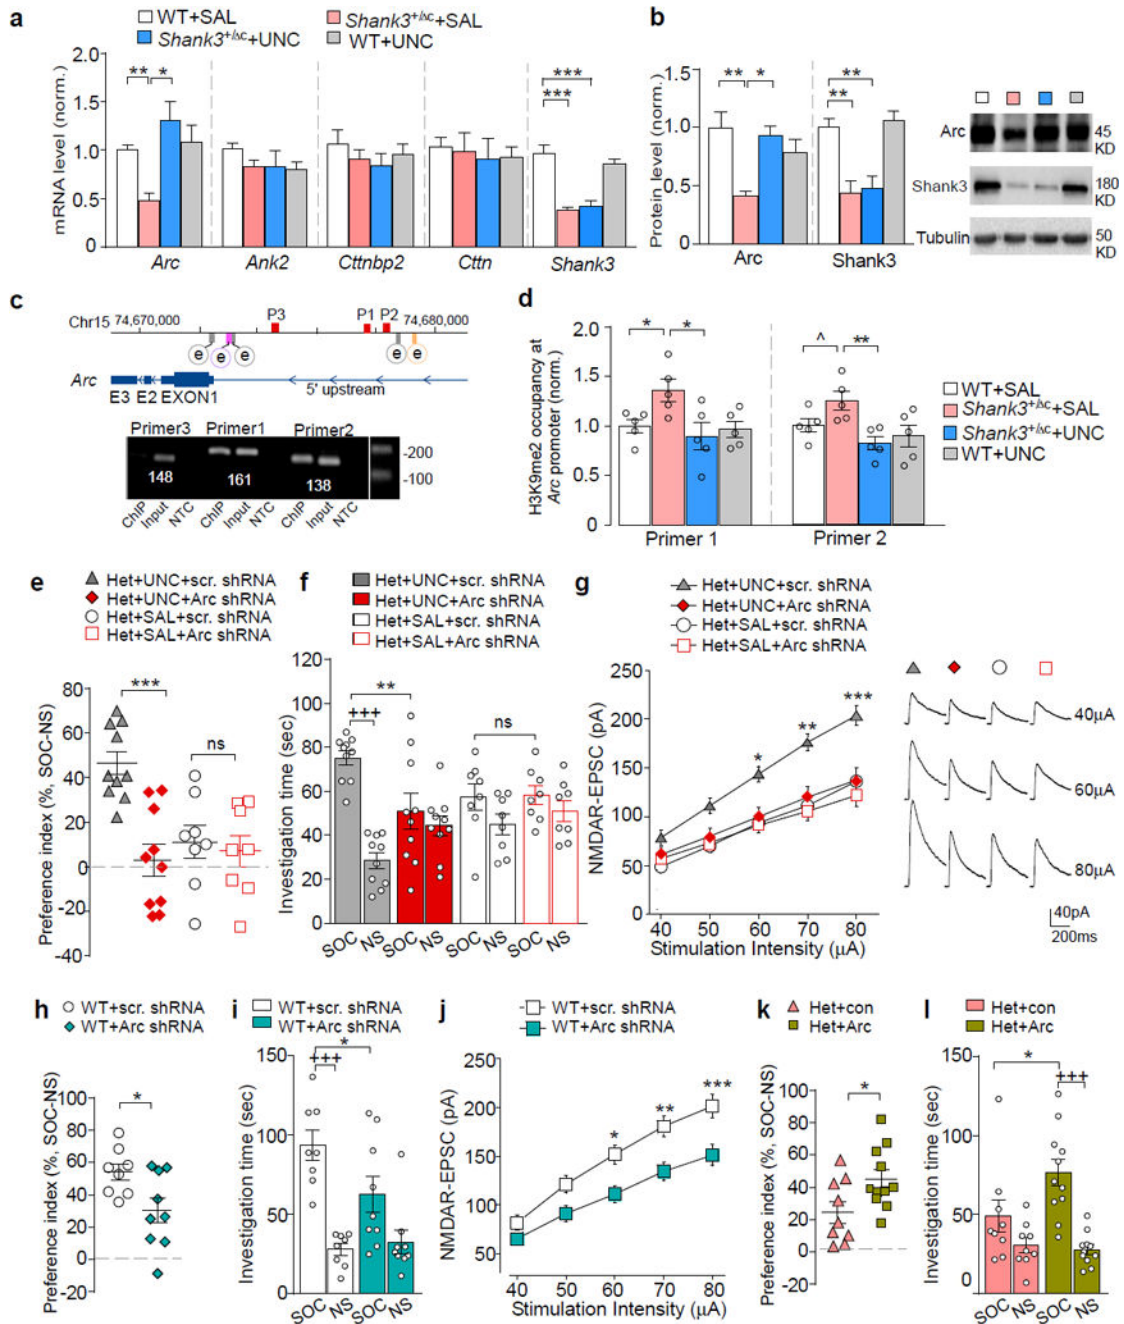 a
WT+SAL
Shank3+/ΔC+SAL
Shank3+/ΔC+UNC
WT+UNC
mRNA level (norm.)
2.0
1.5
1.0
0.5
0
** *
***
***
Arc
Ank2
Cttnbp2
Cttn
Shank3
b
Protein level (norm.)
1.5
1.0
0.5
0
** *
**
**
Arc
Shank3
Arc
45
KD
Shank3
180
KD
Tubulin
50
KD
c
Chr15
74,670,000
P3
P1
P2
74,680,000
e
e
e
e
e
Arc
5' upstream
E3 E2 EXON1
Primer3
Primer1
Primer2
-200
-100
148
161
138
ChIP
Input
NTC
ChIP
Input
NTC
ChIP
Input
NTC
d
H3K9me2 occupancy at
Arc promoter (norm.)
2.0
1.5
1.0
0.5
0
* *
^ **
Primer 1
Primer 2
WT+SAL
Shank3+/ΔC+SAL
Shank3+/ΔC+UNC
WT+UNC
e
Het+UNC+scr. shRNA
Het+UNC+Arc shRNA
Het+SAL+scr. shRNA
Het+SAL+Arc shRNA
Preference index (%, SOC-NS)
80
60
40
20
0
-20
-40
***
ns
f
Het+UNC+scr. shRNA
Het+UNC+Arc shRNA
Het+SAL+scr. shRNA
Het+SAL+Arc shRNA
Investigation time (sec)
120
100
80
60
40
20
0
**
+++
ns
SOC
NS
SOC
NS
SOC
NS
SOC
NS
g
Het+UNC+scr. shRNA
Het+UNC+Arc shRNA
Het+SAL+scr. shRNA
Het+SAL+Arc shRNA
NMDAR-EPSC (pA)
250
200
150
100
50
0
* ** ***
40 50 60 70 80
Stimulation Intensity (μA)
40μA
60μA
80μA
40pA
200ms
h
WT+scr. shRNA
WT+Arc shRNA
Preference index (%, SOC-NS)
100
80
60
40
20
0
-20
*
i
WT+scr. shRNA
WT+Arc shRNA
Investigation time (sec)
150
100
50
0
*
+++
SOC
NS
SOC
NS
j
WT+scr. shRNA
WT+Arc shRNA
NMDAR-EPSC (pA)
250
200
150
100
50
* ** ***
40 50 60 70 80
Stimulation Intensity (μA)
k
Het+con
Het+Arc
Preference index (%, SOC-NS)
100
80
60
40
20
0
-20
*
l
Het+con
Het+Arc
Investigation time (sec)
150
100
50
0
*
+++
SOC
NS
SOC
NS